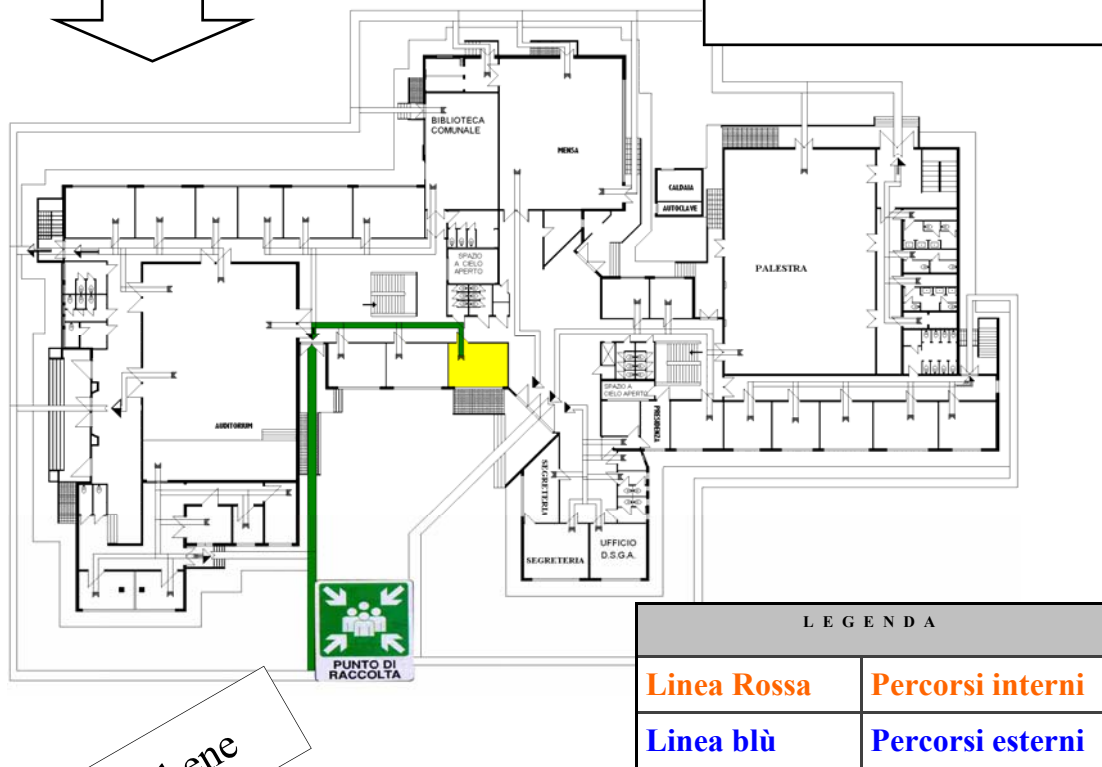 BIBLIOTECA
COMUNALE
MENSA
CALDAIA
AUTOCLAVE
SPAZIO
A CIELO
APERTO
PALESTRA
SPAZIO A
CIELO APERTO
PRESIDENZA
AUDITORIUM
SEGRETERIA
SEGRETERIA
UFFICIO
D.S.G.A.
PUNTO DI
RACCOLTA
LEGENDA
Linea Rossa
Percorsi interni
Linea blù
Percorsi esterni